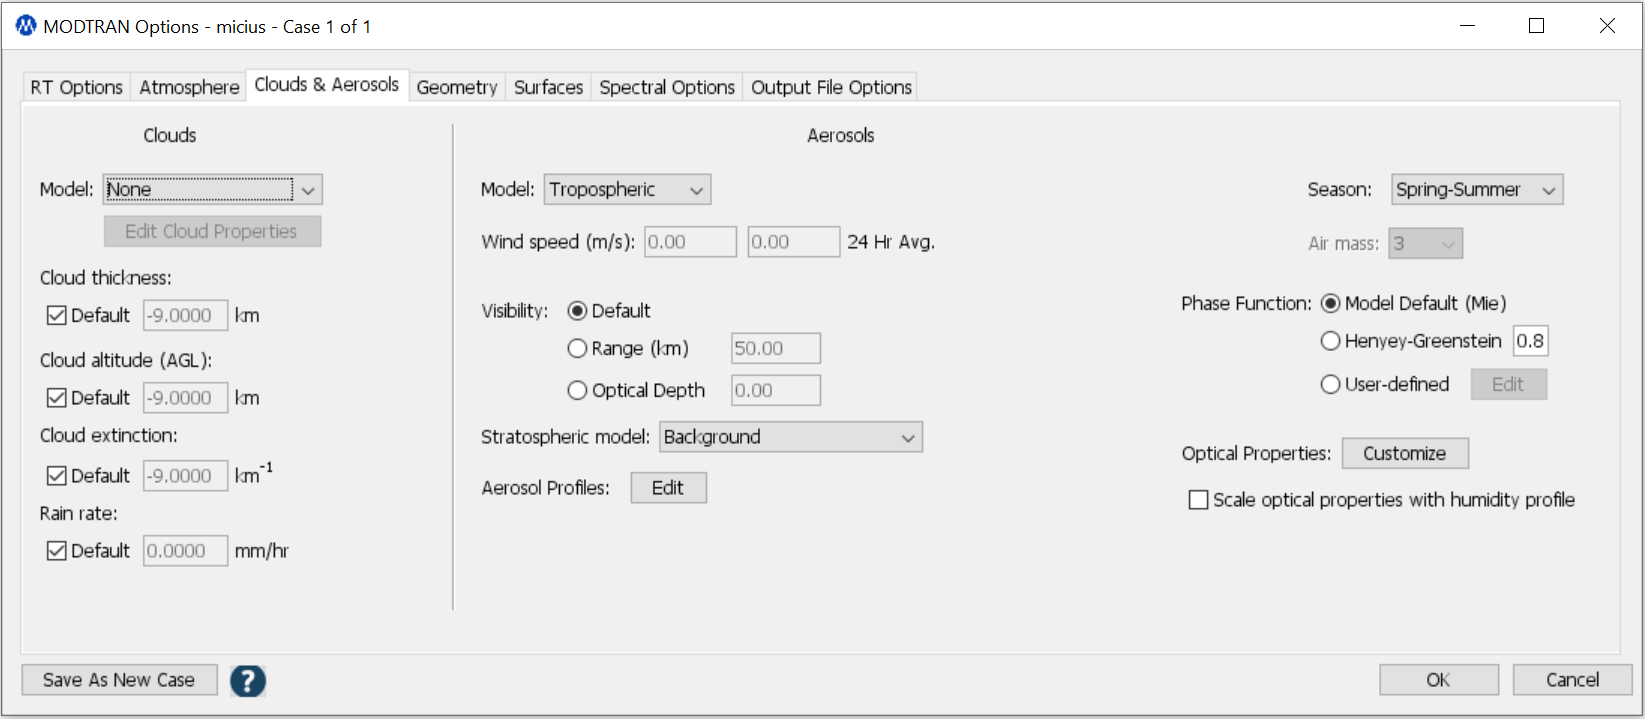 MODTRAN Options - micius - Case 1 of 1
RT Options Atmosphere Clouds & Aerosols Geometry Surfaces Spectral Options Output File Options
Clouds
Model: None
Edit Cloud Properties
Cloud thickness:
Default -9.0000 km
Cloud altitude (AGL):
Default -9.0000 km
Cloud extinction:
Default -9.0000 km⁻¹
Rain rate:
Default 0.0000 mm/hr
Aerosols
Model: Tropospheric
Wind speed (m/s): 0.00 0.00 24 Hr Avg.
Visibility: Default
Range (km) 50.00
Optical Depth 0.00
Stratospheric model: Background
Aerosol Profiles: Edit
Season: Spring-Summer
Air mass: 3
Phase Function: Model Default (Mie)
Henyey-Greenstein 0.8
User-defined Edit
Optical Properties: Customize
Scale optical properties with humidity profile
Save As New Case ? OK Cancel